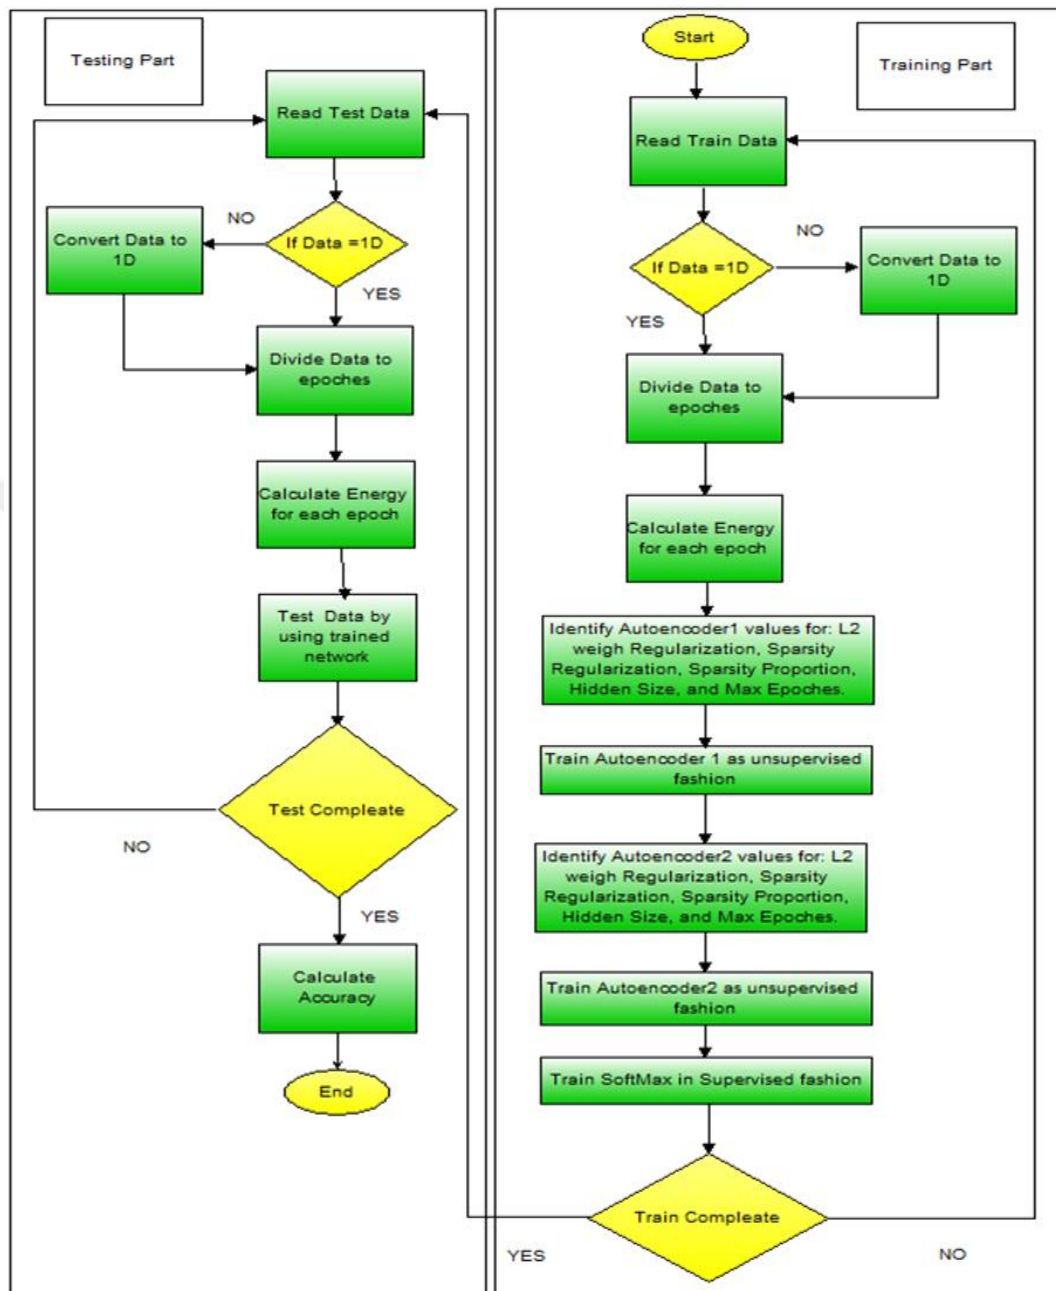 Testing Part
Read Test Data
If Data =1D
NO
Convert Data to
1D
YES
Divide Data to
epoches
Calculate Energy
for each epoch
Test Data by
using trained
network
Test Compleate
NO
YES
Calculate
Accuracy
End
Start
Training Part
Read Train Data
If Data =1D
NO
Convert Data to
1D
YES
Divide Data to
epoches
Calculate Energy
for each epoch
Identify Autoencoder1 values for: L2
weigh Regularization, Sparsity
Regularization, Sparsity Proportion,
Hidden Size, and Max Epoches.
Train Autoencoder 1 as unsupervised
fashion
Identify Autoencoder2 values for: L2
weigh Regularization, Sparsity
Regularization, Sparsity Proportion,
Hidden Size, and Max Epoches.
Train Autoencoder2 as unsupervised
fashion
Train SoftMax in Supervised fashion
Train Compleate
YES
NO